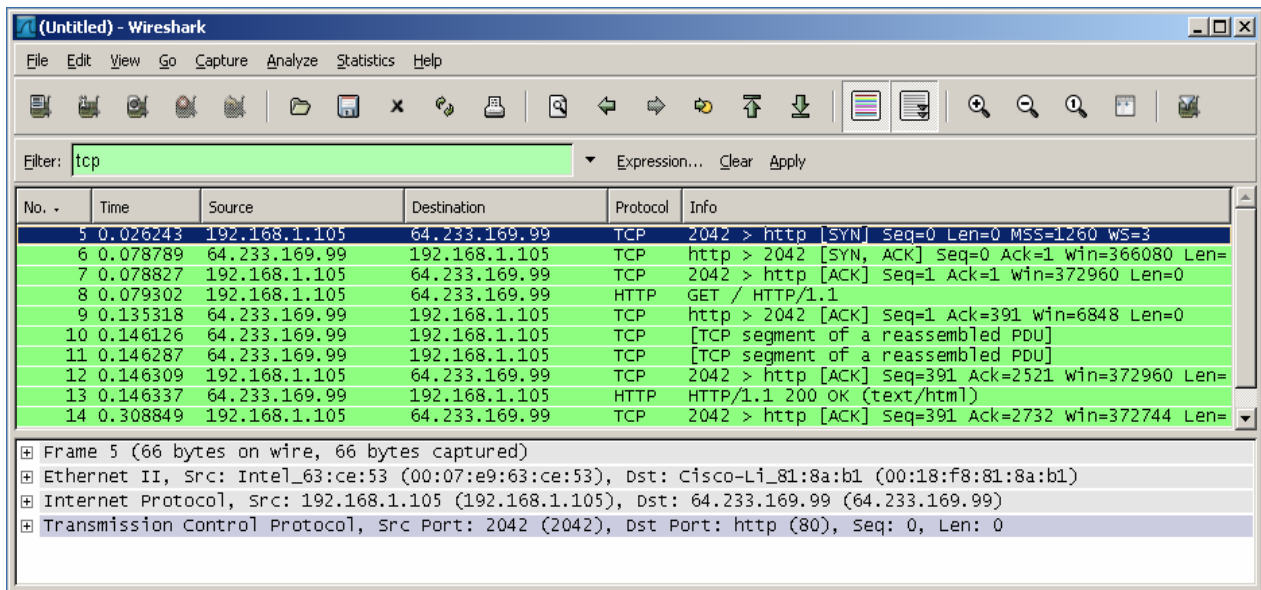 (Untitled) - Wireshark
File Edit View Go Capture Analyze Statistics Help
Filter: tcp Expression... Clear Apply
No. Time Source Destination Protocol Info
5 0.026243 192.168.1.105 64.233.169.99 TCP 2042 > http [SYN] Seq=0 Len=0 MSS=1260 WS=3
6 0.078789 64.233.169.99 192.168.1.105 TCP http > 2042 [SYN, ACK] Seq=0 Ack=1 Win=366080 Len=
7 0.078827 192.168.1.105 64.233.169.99 TCP 2042 > http [ACK] Seq=1 Ack=1 Win=372960 Len=0
8 0.079302 192.168.1.105 64.233.169.99 HTTP GET / HTTP/1.1
9 0.135318 64.233.169.99 192.168.1.105 TCP http > 2042 [ACK] Seq=1 Ack=391 Win=6848 Len=0
10 0.146126 64.233.169.99 192.168.1.105 TCP [TCP segment of a reassembled PDU]
11 0.146287 64.233.169.99 192.168.1.105 TCP [TCP segment of a reassembled PDU]
12 0.146309 192.168.1.105 64.233.169.99 TCP 2042 > http [ACK] Seq=391 Ack=2521 Win=372960 Len=
13 0.146337 64.233.169.99 192.168.1.105 HTTP HTTP/1.1 200 OK (text/html)
14 0.308849 192.168.1.105 64.233.169.99 TCP 2042 > http [ACK] Seq=391 Ack=2732 Win=372744 Len=
Frame 5 (66 bytes on wire, 66 bytes captured)
Ethernet II, Src: Intel_63:ce:53 (00:07:e9:63:ce:53), Dst: Cisco-Li_81:8a:b1 (00:18:f8:81:8a:b1)
Internet Protocol, Src: 192.168.1.105 (192.168.1.105), Dst: 64.233.169.99 (64.233.169.99)
Transmission Control Protocol, Src Port: 2042 (2042), Dst Port: http (80), Seq: 0, Len: 0